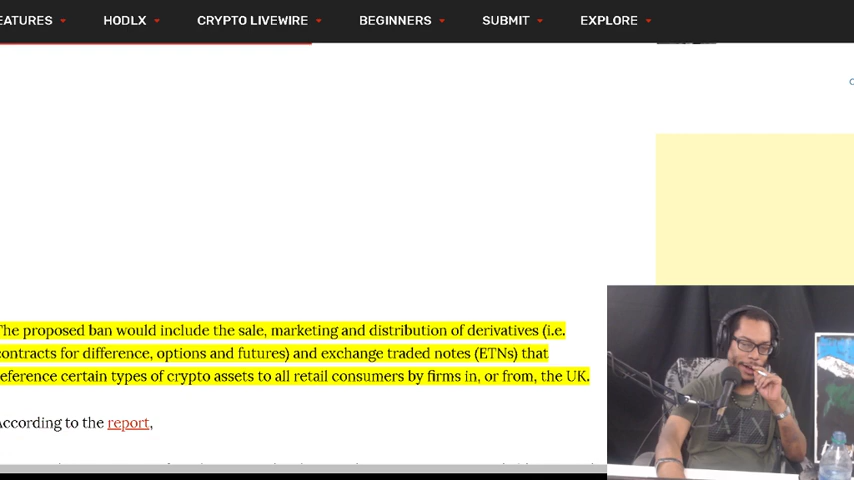 EATURES HODLX CRYPTO LIVEWIRE BEGINNERS SUBMIT EXPLORE
The proposed ban would include the sale, marketing and distribution of derivatives (i.e.
contracts for difference, options and futures) and exchange traded notes (ETNs) that
reference certain types of crypto assets to all retail consumers by firms in, or from, the UK.
According to the report,